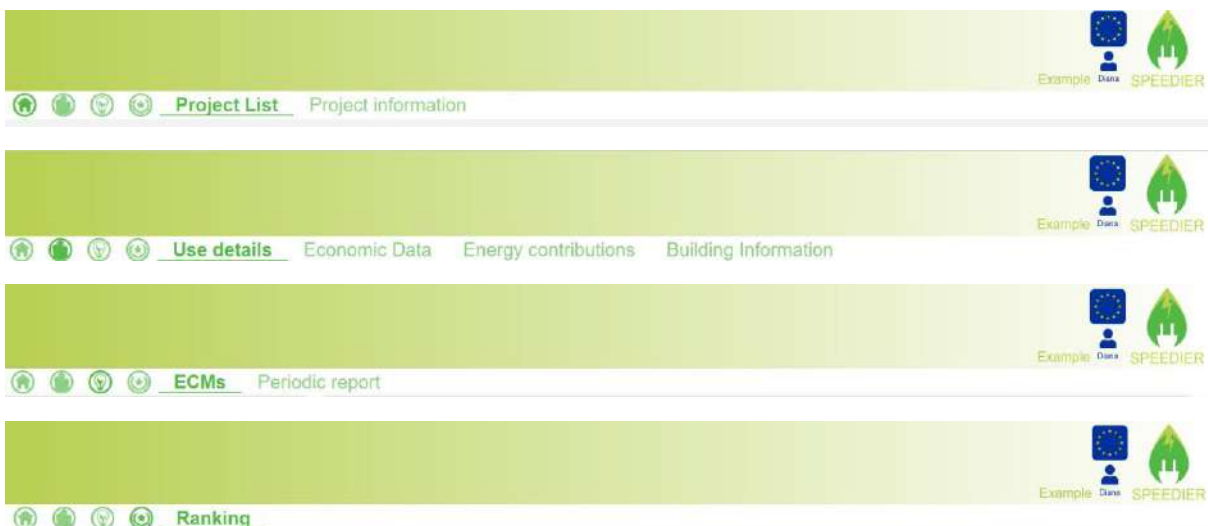 Example Diana SPEEDIER
Project List Project information
Example Diana SPEEDIER
Use details Economic Data Energy contributions Building Information
Example Diana SPEEDIER
ECMs Periodic report
Example Diana SPEEDIER
Ranking